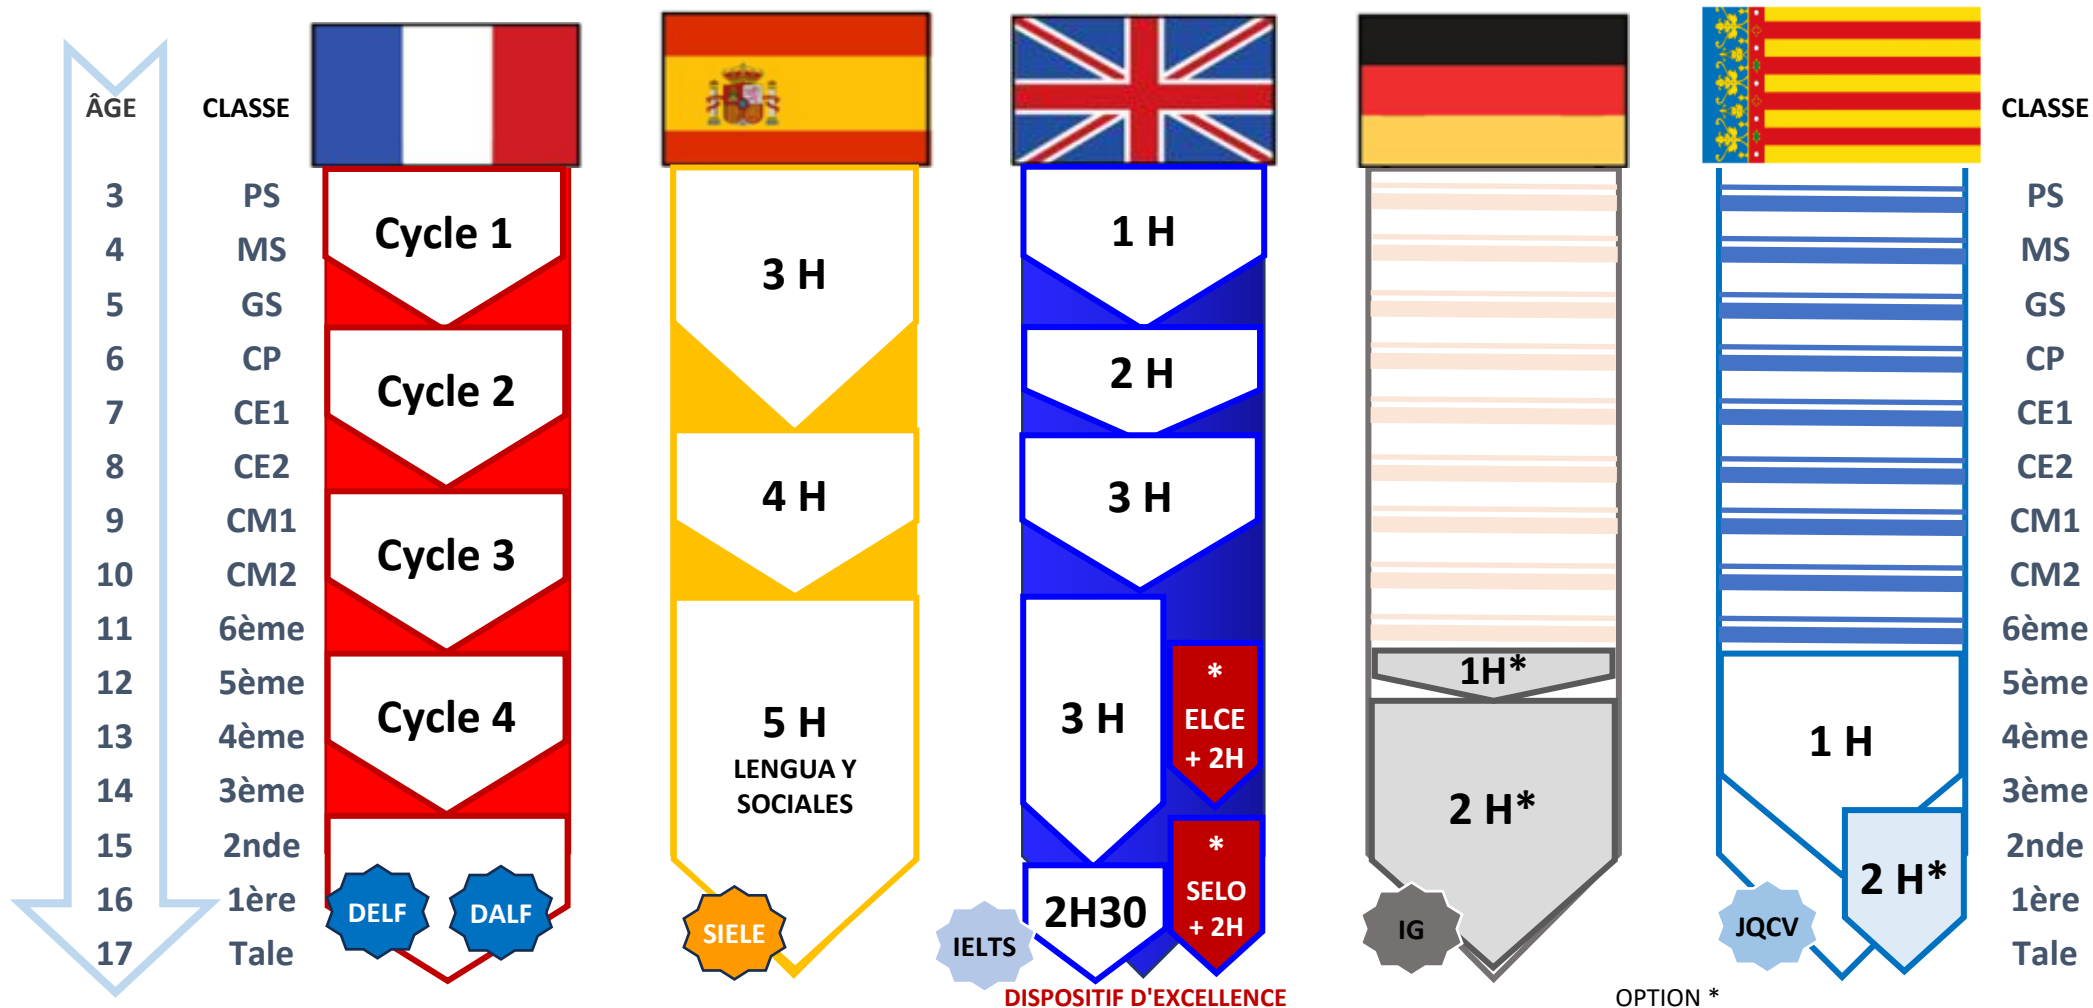 ÂGE
CLASSE
CLASSE
3
PS
PS
4
MS
MS
5
GS
GS
6
CP
CP
7
CE1
CE1
8
CE2
CE2
9
CM1
CM1
10
CM2
CM2
11
6ème
6ème
12
5ème
5ème
13
4ème
4ème
14
3ème
3ème
15
2nde
2nde
16
1ère
1ère
17
Tale
Tale
Cycle 1
Cycle 2
Cycle 3
Cycle 4
DELF
DALF
3 H
4 H
5 H
LENGUA Y
SOCIALES
SIELE
1 H
2 H
3 H
3 H
*
ELCE
+ 2H
*
SELO
+ 2H
2H30
IELTS
DISPOSITIF D'EXCELLENCE
1H*
2 H*
IG
1 H
2 H*
JQCV
OPTION *